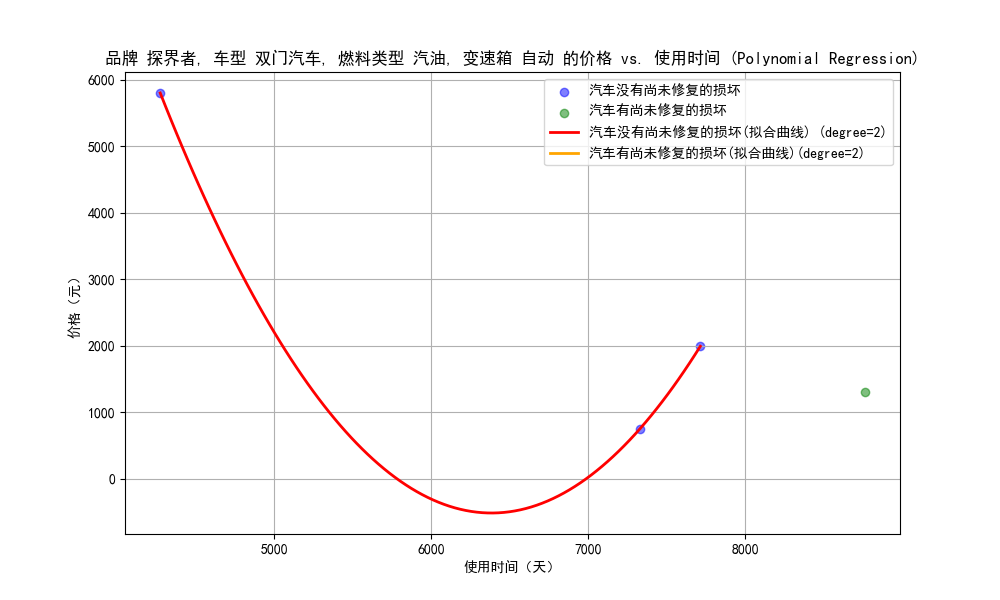 品牌 探界者, 车型 双门汽车, 燃料类型 汽油, 变速箱 自动 的价格 vs. 使用时间 (Polynomial Regression)
汽车没有尚未修复的损坏
汽车有尚未修复的损坏
汽车没有尚未修复的损坏(拟合曲线) (degree=2)
汽车有尚未修复的损坏(拟合曲线)(degree=2)
6000
5000
4000
3000
2000
1000
0
价格（元）
5000 6000 7000 8000
使用时间（天）